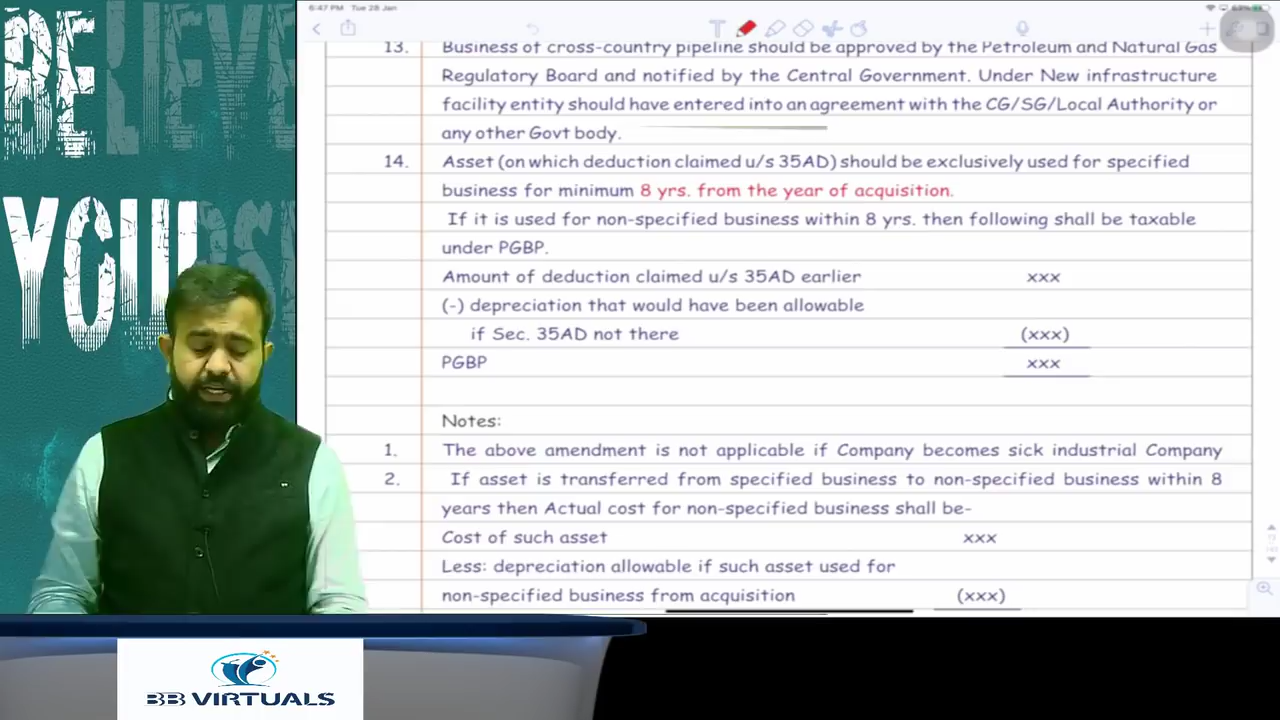 6:47 PM Tue 28 Jan
BELIEVE
YOURS
13. Business of cross-country pipeline should be approved by the Petroleum and Natural Gas
Regulatory Board and notified by the Central Government. Under New infrastructure
facility entity should have entered into an agreement with the CG/SG/Local Authority or
any other Govt body.
14. Asset (on which deduction claimed u/s 35AD) should be exclusively used for specified
business for minimum 8 yrs. from the year of acquisition.
If it is used for non-specified business within 8 yrs. then following shall be taxable
under PGBP.
Amount of deduction claimed u/s 35AD earlier xxx
(-) depreciation that would have been allowable
if Sec. 35AD not there (xxx)
PGBP xxx
Notes:
1. The above amendment is not applicable if Company becomes sick industrial Company
2. If asset is transferred from specified business to non-specified business within 8
years then Actual cost for non-specified business shall be-
Cost of such asset xxx
Less: depreciation allowable if such asset used for
non-specified business from acquisition (xxx)
BB VIRTUALS